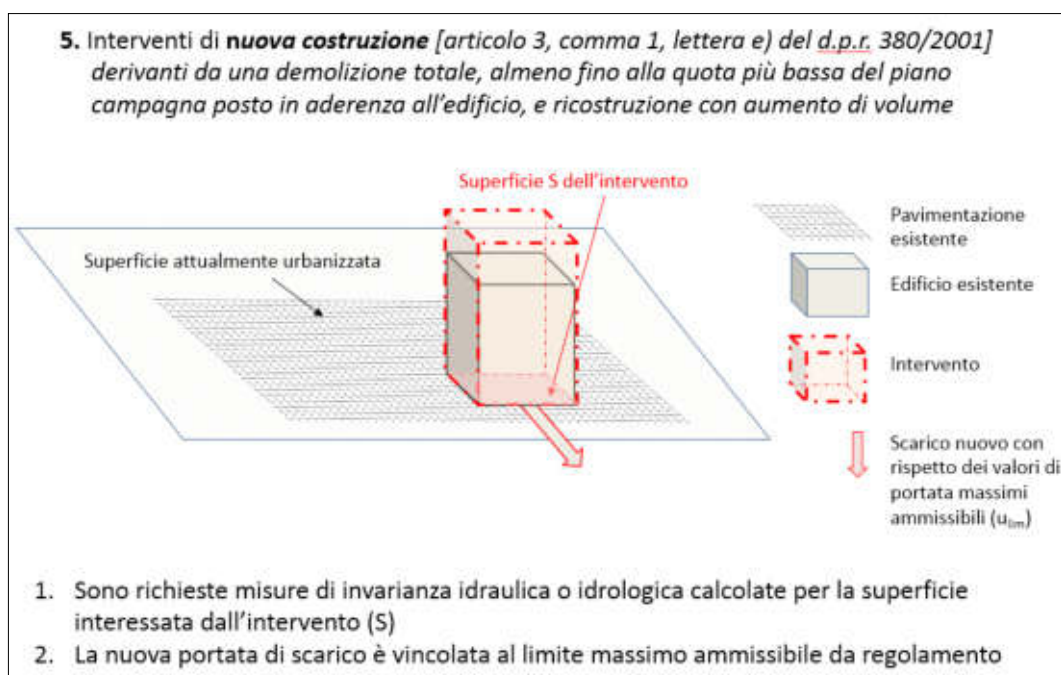 5. Interventi di nuova costruzione [articolo 3, comma 1, lettera e) del d.p.r. 380/2001]
derivanti da una demolizione totale, almeno fino alla quota più bassa del piano
campagna posto in aderenza all'edificio, e ricostruzione con aumento di volume
Superficie S dell'intervento
Superficie attualmente urbanizzata
Pavimentazione
esistente
Edificio esistente
Intervento
Scarico nuovo con
rispetto dei valori di
portata massimi
ammissibili (ulim)
1. Sono richieste misure di invarianza idraulica o idrologica calcolate per la superficie
interessata dall'intervento (S)
2. La nuova portata di scarico è vincolata al limite massimo ammissibile da regolamento